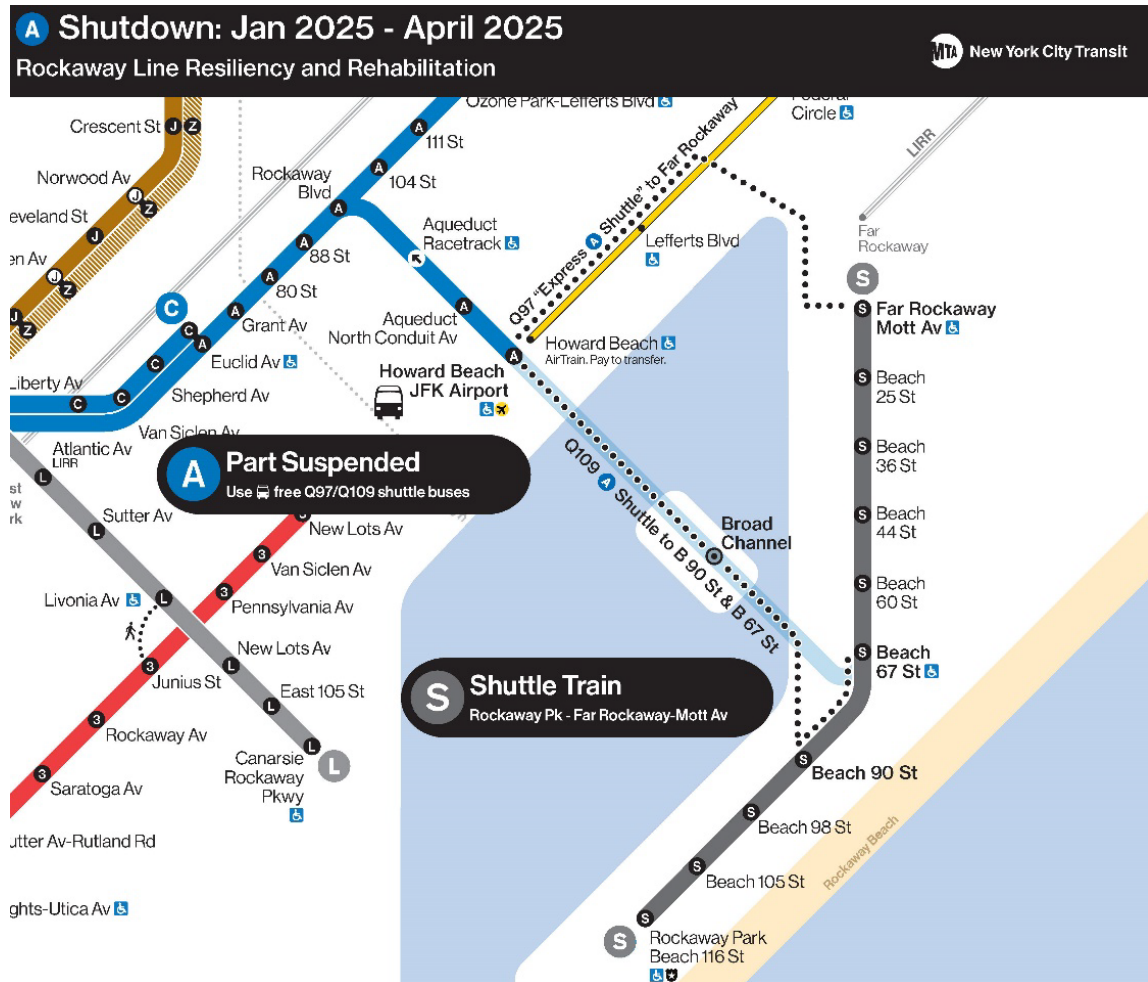 A Shutdown: Jan 2025 - April 2025
Rockaway Line Resiliency and Rehabilitation
MTA New York City Transit
Crescent St J Z
Norwood Av J Z
eveland St J
en Av J Z
J Z
Ozone Park-Lefferts Blvd
A 111 St
A 104 St
Rockaway
Blvd A
A 88 St
A 80 St
A Grant Av
C
C A Euclid Av
C Shepherd Av
C Van Siclen Av
Liberty Av C
Aqueduct
Racetrack
A Aqueduct
North Conduit Av
A Howard Beach
JFK Airport
Howard Beach
AirTrain. Pay to transfer.
Lefferts Blvd
Federal
Circle
Q97 "Express A Shuttle" to Far Rockaway
LIRR
Far
Rockaway
S
S Far Rockaway
Mott Av
S Beach
25 St
S Beach
36 St
S Beach
44 St
S Beach
60 St
S Beach
67 St
S Beach 90 St
S Beach 98 St
S Beach 105 St
S Rockaway Park
Beach 116 St
S
Rockaway Beach
Broad
Channel
Q109 A Shuttle to B 90 St & B 67 St
A Part Suspended
Use free Q97/Q109 shuttle buses
S Shuttle Train
Rockaway Pk - Far Rockaway-Mott Av
Atlantic Av
LIRR
L
L Sutter Av
Livonia Av L
L New Lots Av
L East 105 St
L Canarsie
Rockaway
Pkwy
L
3 New Lots Av
3 Van Siclen Av
3 Pennsylvania Av
3 Junius St
3 Rockaway Av
3 Saratoga Av
utter Av-Rutland Rd
ghts-Utica Av